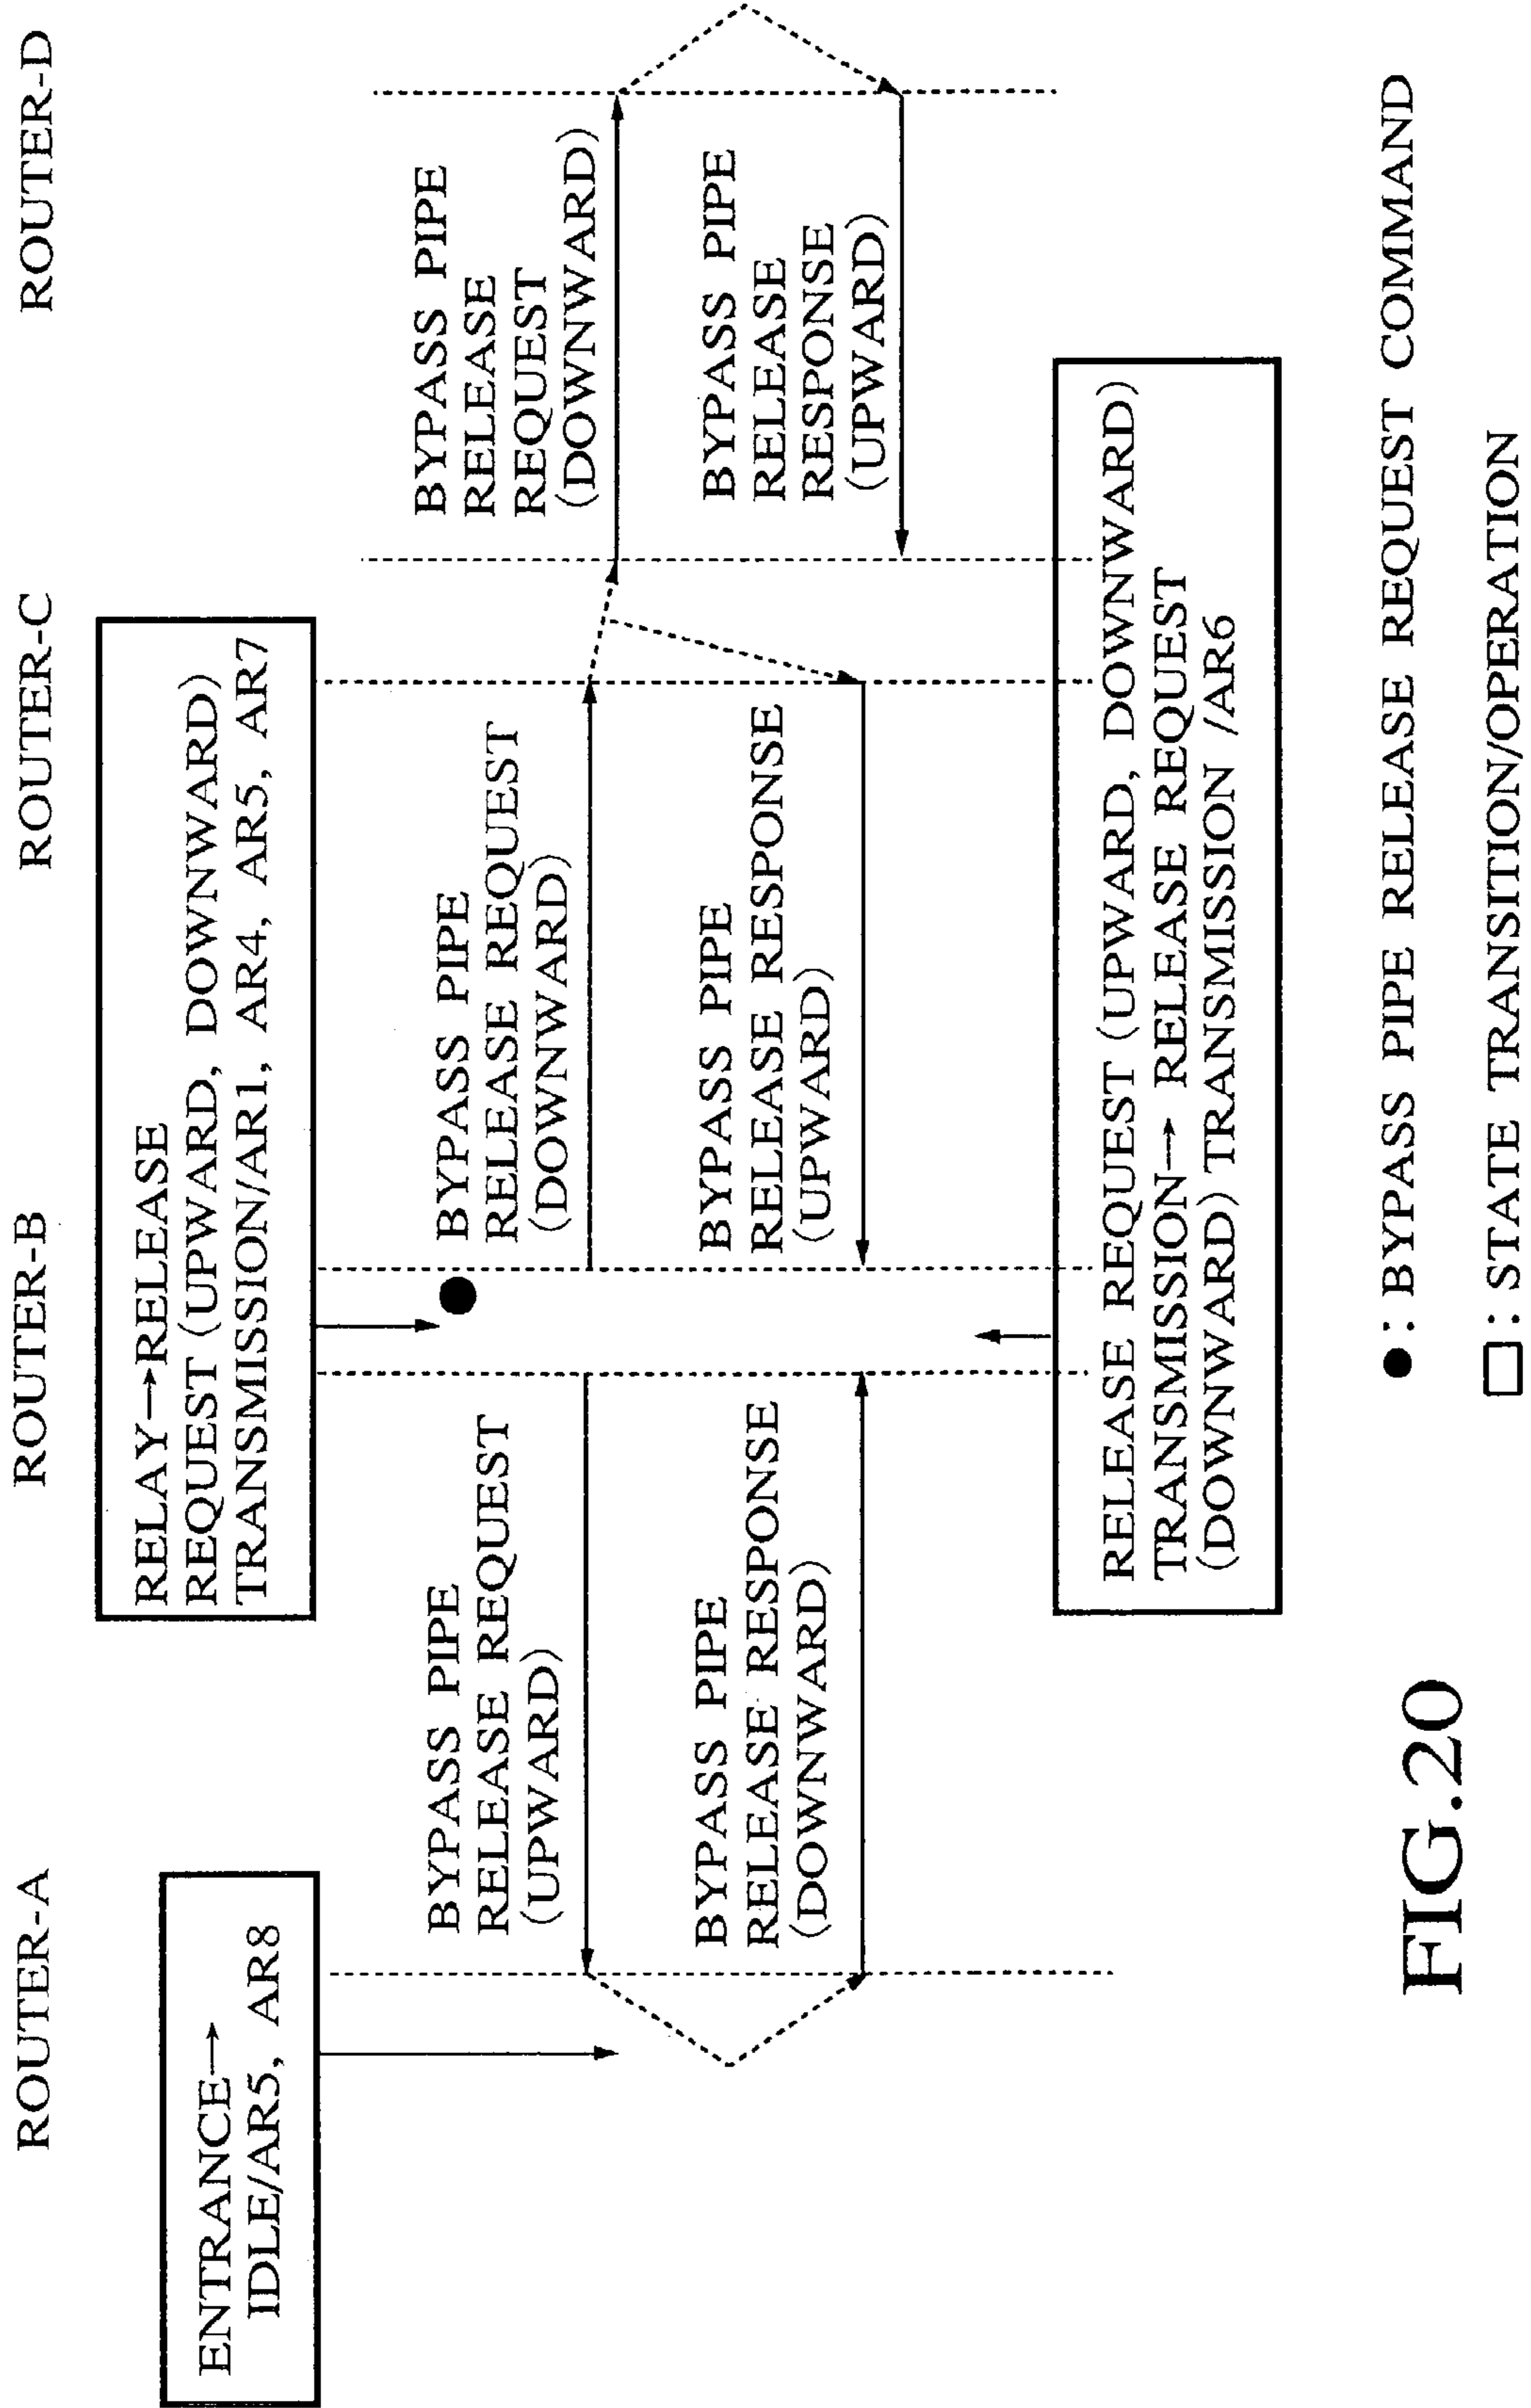 ROUTER-A
ROUTER-B
ROUTER-C
ROUTER-D
ENTRANCE→
IDLE/AR5, AR8
RELAY→RELEASE
REQUEST (UPWARD, DOWNWARD)
TRANSMISSION/AR1, AR4, AR5, AR7
BYPASS PIPE
RELEASE REQUEST
(UPWARD)
BYPASS PIPE
RELEASE REQUEST
(DOWNWARD)
BYPASS PIPE
RELEASE
REQUEST
(DOWNWARD)
BYPASS PIPE
RELEASE RESPONSE
(DOWNWARD)
BYPASS PIPE
RELEASE RESPONSE
(UPWARD)
BYPASS PIPE
RELEASE
RESPONSE
(UPWARD)
RELEASE REQUEST (UPWARD, DOWNWARD)
TRANSMISSION→ RELEASE REQUEST
(DOWNWARD) TRANSMISSION /AR6
● : BYPASS PIPE RELEASE REQUEST COMMAND
□ : STATE TRANSITION/OPERATION
FIG.20